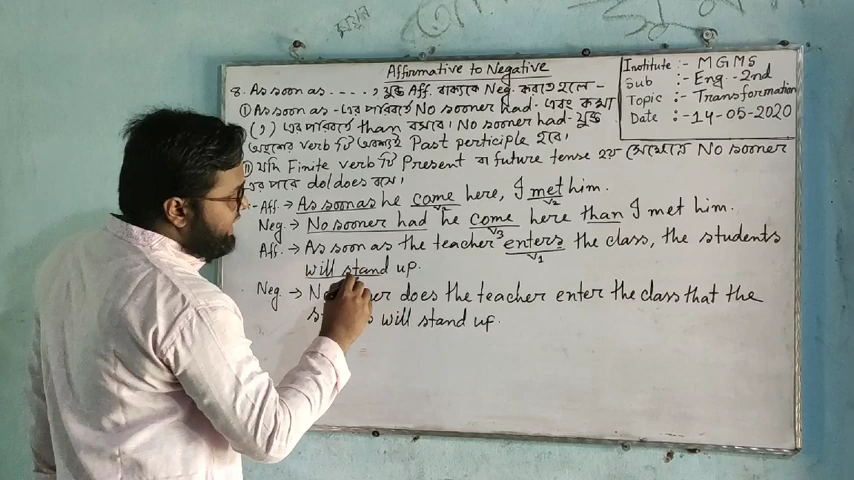 Affirmative to Negative
Institute :- MGMS
Sub :- Eng.-2nd
Topic :- Transformation
Date :- 14-05-2020
8. As soon as ...., যুক্ত Aff. বাক্যকে Neg. করতে হলে -
(i) As soon as -এর পরিবর্তে No sooner had - এবং কমা
(,) এর পরিবর্তে than বসবে। No sooner had - যুক্ত
অংশের verb টি অবশ্যই Past perticiple হবে।
(ii) যদি Finite verb টি Present বা future tense হয় সেক্ষেত্রে No sooner
এর পরে do/does বসে।
Aff. → As soon as he came here, I met him.
V2
Neg. → No sooner had he come here than I met him.
V3
Aff. → As soon as the teacher enters the class, the students
V1
will stand up.
Neg. → does the teacher enter the class that the
will stand up.